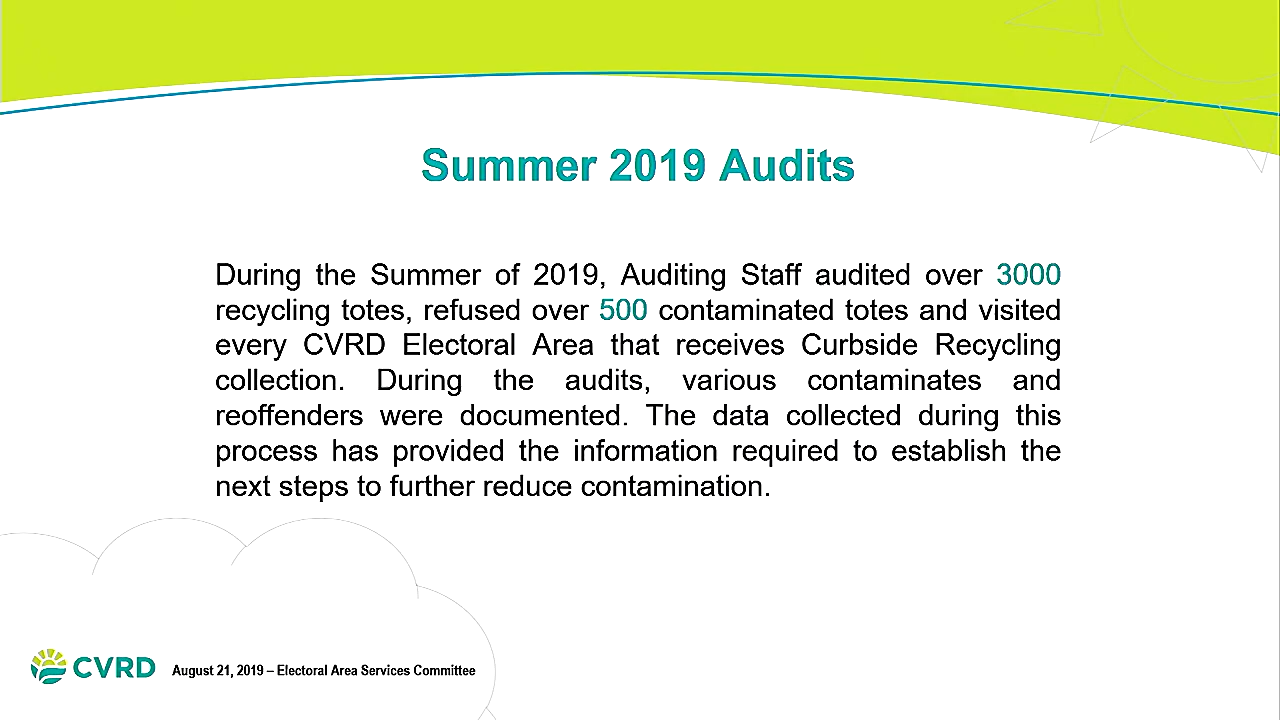 Summer 2019 Audits
During the Summer of 2019, Auditing Staff audited over 3000
recycling totes, refused over 500 contaminated totes and visited
every CVRD Electoral Area that receives Curbside Recycling
collection. During the audits, various contaminates and
reoffenders were documented. The data collected during this
process has provided the information required to establish the
next steps to further reduce contamination.
CVRD August 21, 2019 – Electoral Area Services Committee